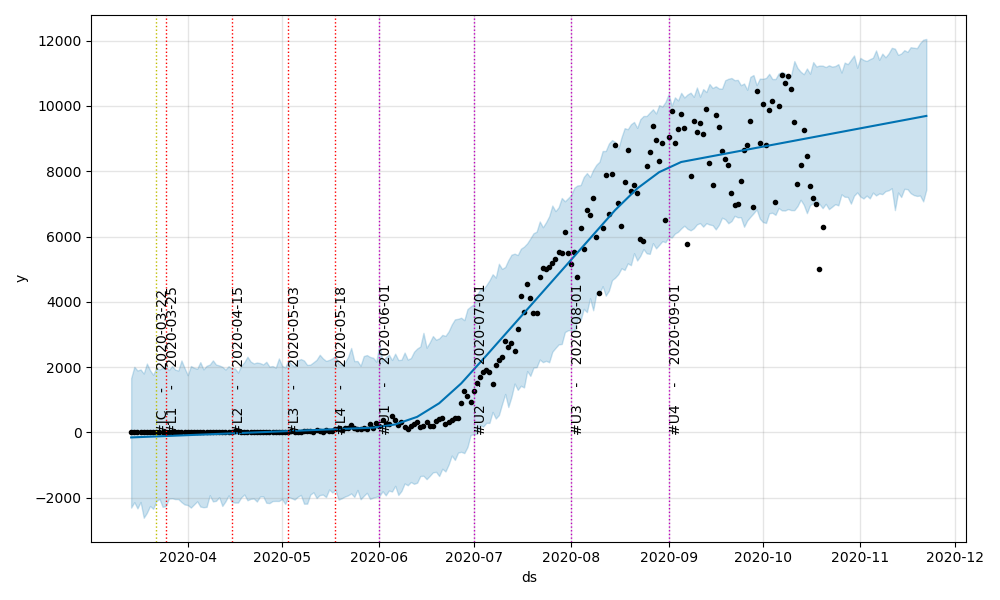 12000
10000
8000
6000
4000
2000
0
−2000
y
#JC - 2020-03-22
#L1 - 2020-03-25
#L2 - 2020-04-15
#L3 - 2020-05-03
#L4 - 2020-05-18
#U1 - 2020-06-01
#U2 - 2020-07-01
#U3 - 2020-08-01
#U4 - 2020-09-01
2020-04 2020-05 2020-06 2020-07 2020-08 2020-09 2020-10 2020-11 2020-12
ds